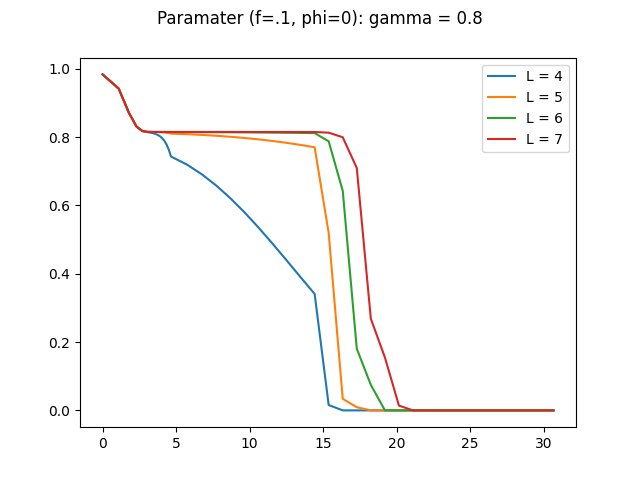 Paramater (f=.1, phi=0): gamma = 0.8
L = 4
L = 5
L = 6
L = 7
1.0
0.8
0.6
0.4
0.2
0.0
0 5 10 15 20 25 30